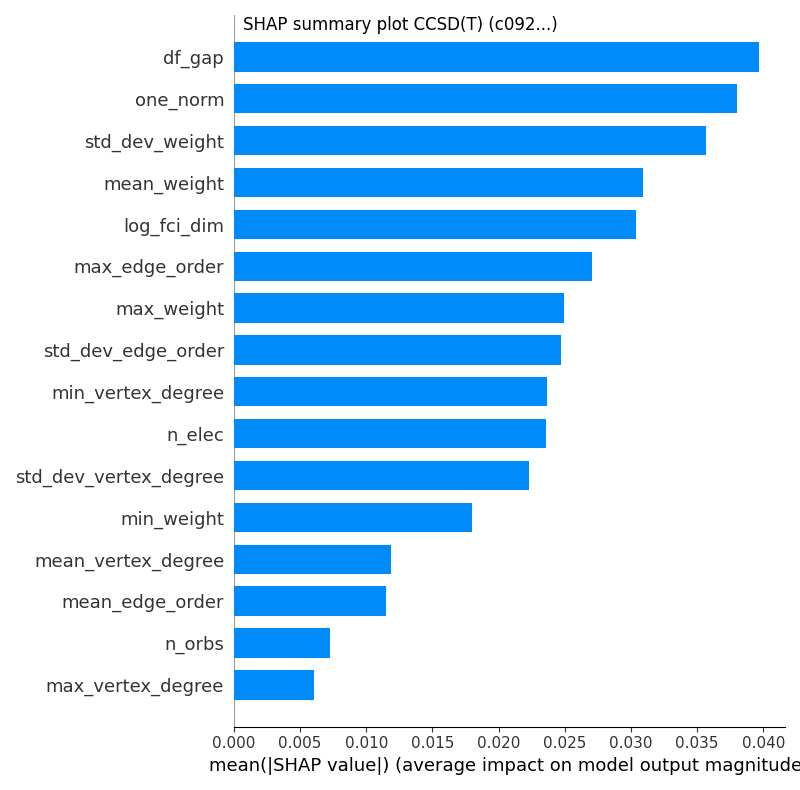 SHAP summary plot CCSD(T) (c092...)
df_gap
one_norm
std_dev_weight
mean_weight
log_fci_dim
max_edge_order
max_weight
std_dev_edge_order
min_vertex_degree
n_elec
std_dev_vertex_degree
min_weight
mean_vertex_degree
mean_edge_order
n_orbs
max_vertex_degree
0.000 0.005 0.010 0.015 0.020 0.025 0.030 0.035 0.040
mean(|SHAP value|) (average impact on model output magnitude